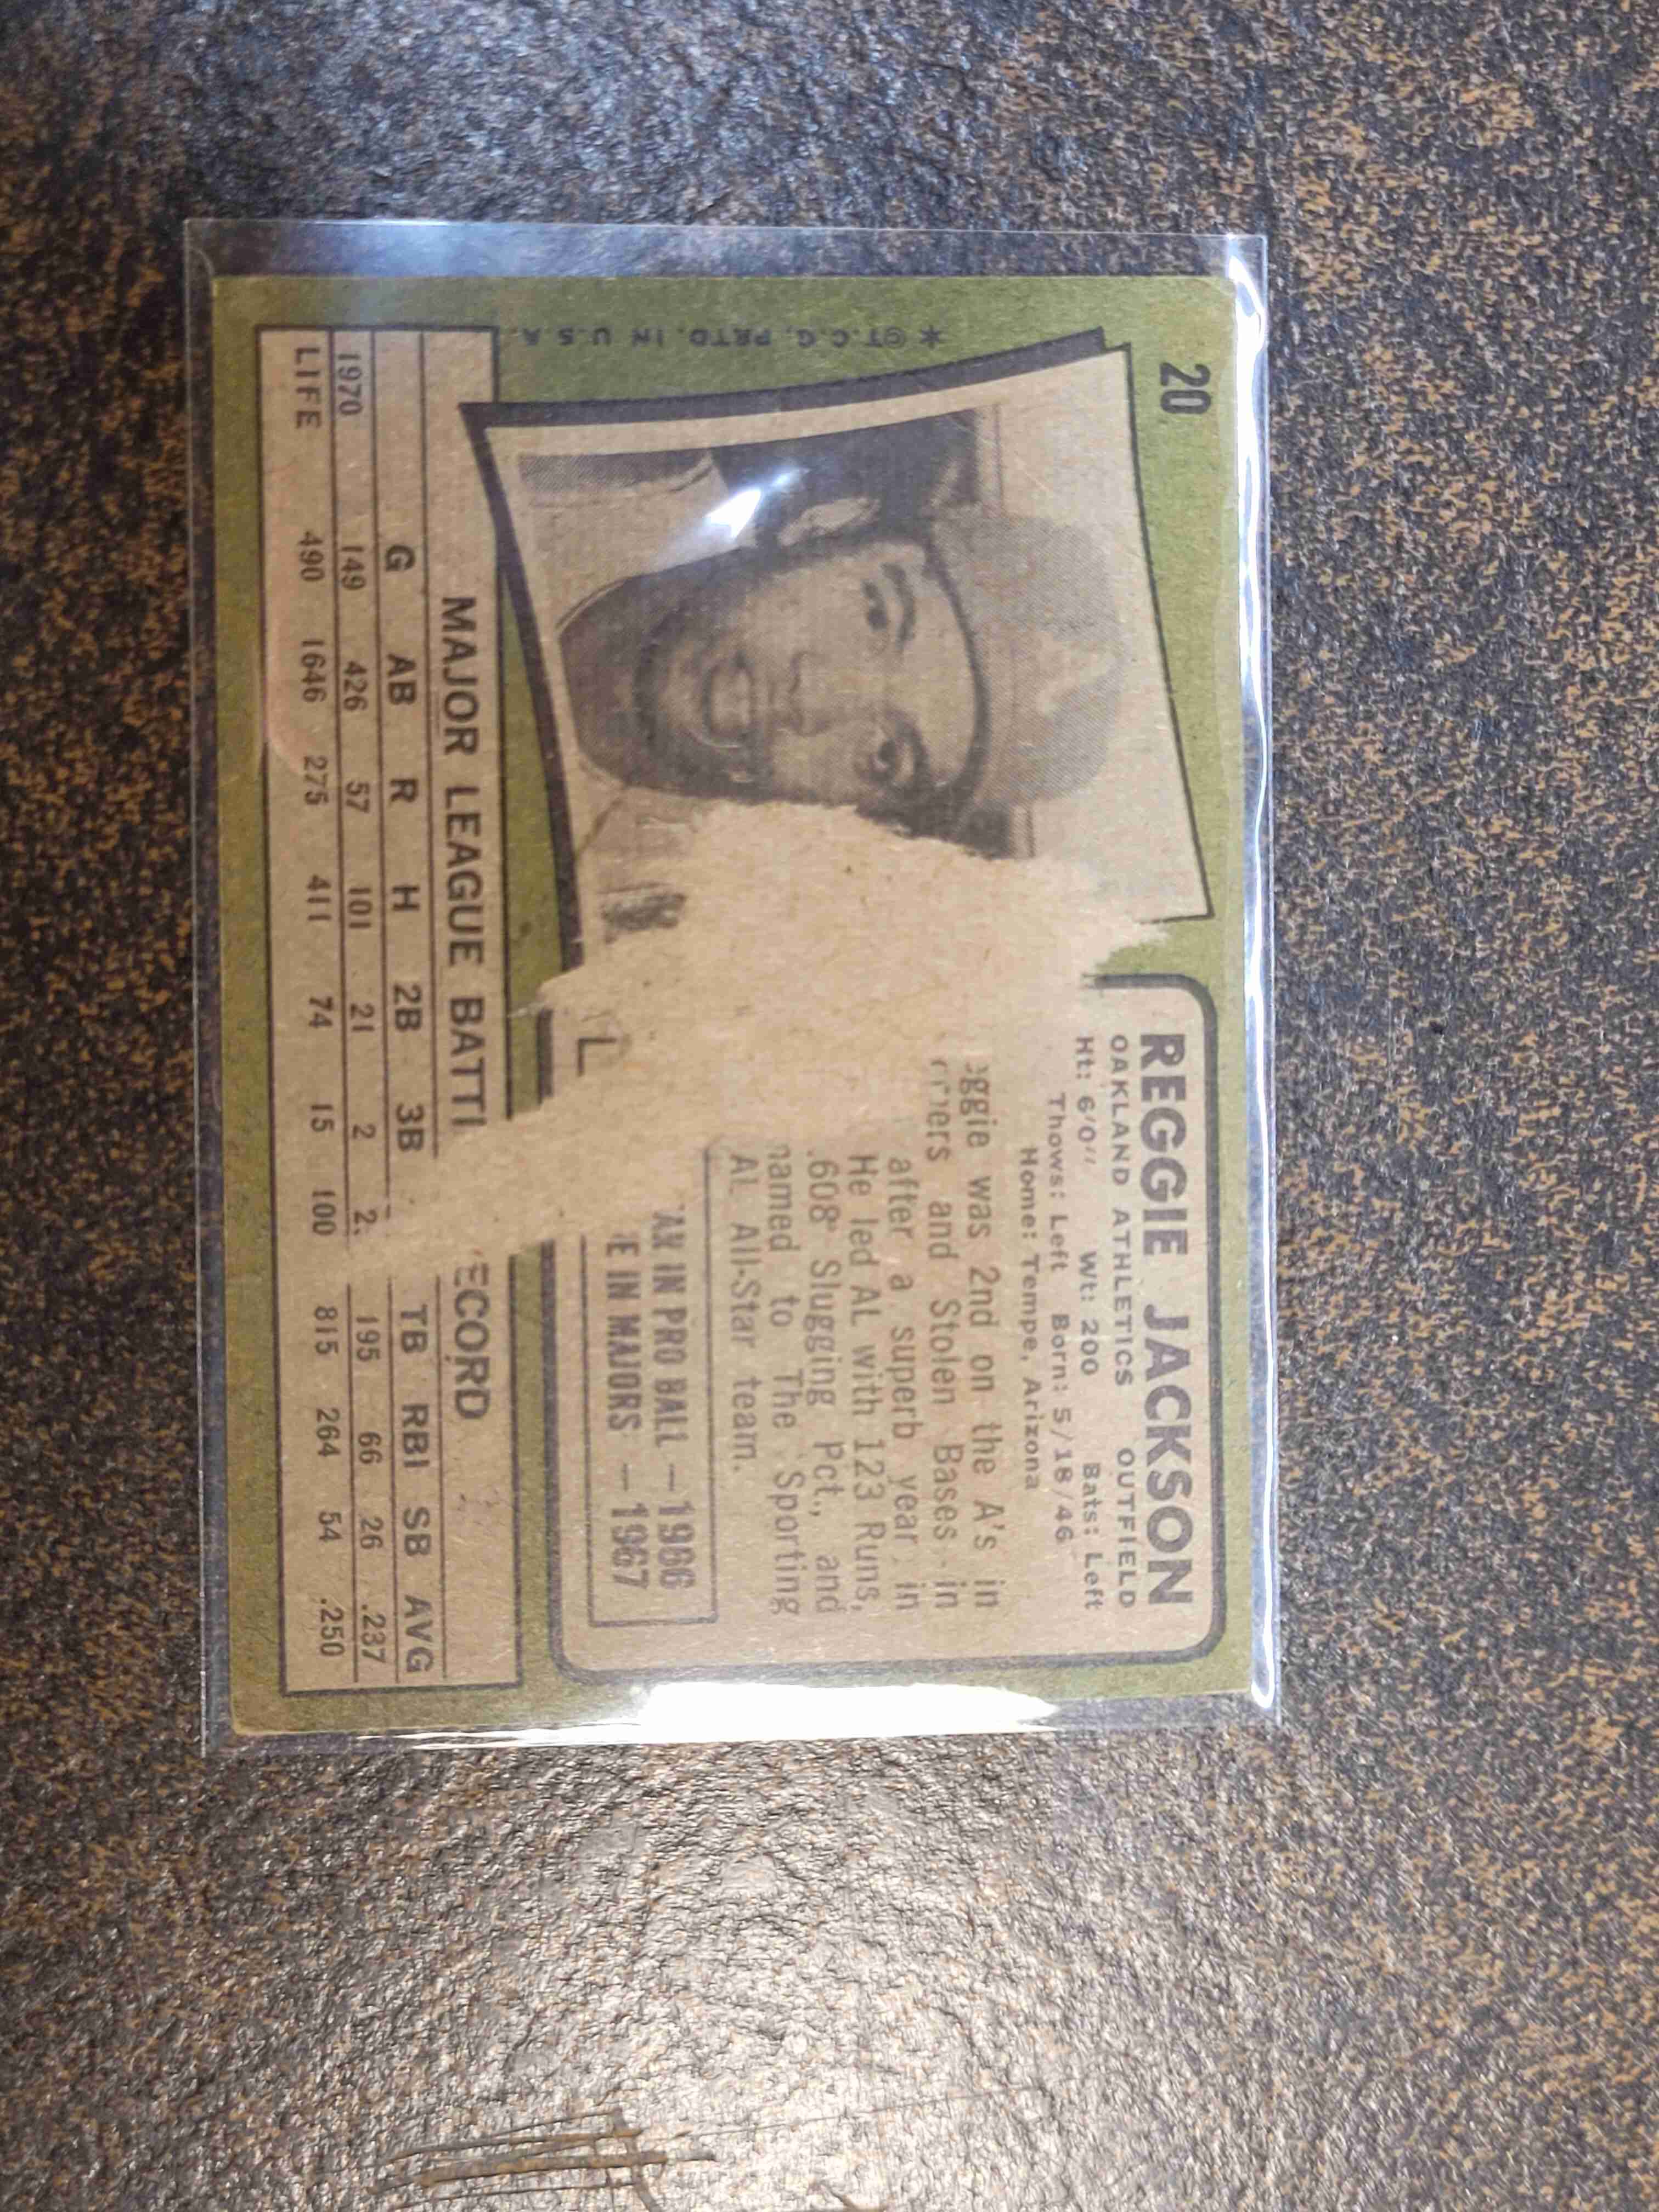 20
REGGIE JACKSON
OAKLAND ATHLETICS OUTFIELD
Ht: 6'0" Wt: 200 Bats: Left
Thows: Left Born: 5/18/46
Home: Tempe, Arizona
ggie was 2nd on the A's in
and Stolen Bases in
after a superb year in
He led AL with 123 Runs,
.608 Slugging Pct., and
named to The Sporting
AL All-Star team.
IN PRO BALL — 1966
L E IN MAJORS — 1967
*©T.C.G. PRTD. IN U.S.A.
MAJOR LEAGUE BATTI ECORD
G AB R H 2B 3B TB RBI SB AVG
1970 149 426 57 101 21 2 2 195 66 26 .237
LIFE 490 1646 275 411 74 15 100 815 264 54 .250